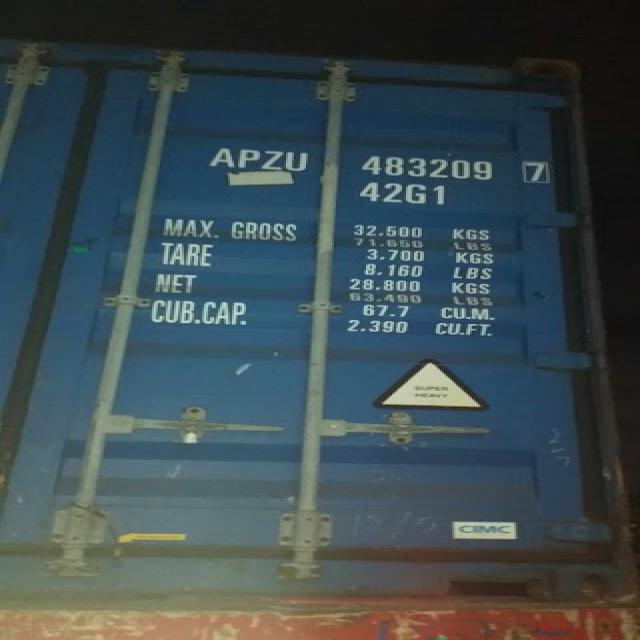 APZU 483209 7
42G1
MAX. GROSS 32,500 KGS
71,650 LBS
TARE 3,700 KGS
8,160 LBS
NET 28,800 KGS
63,490 LBS
CUB.CAP. 67.7 CU.M.
2.390 CU.FT.
SUPER
HEAVY
CIMC